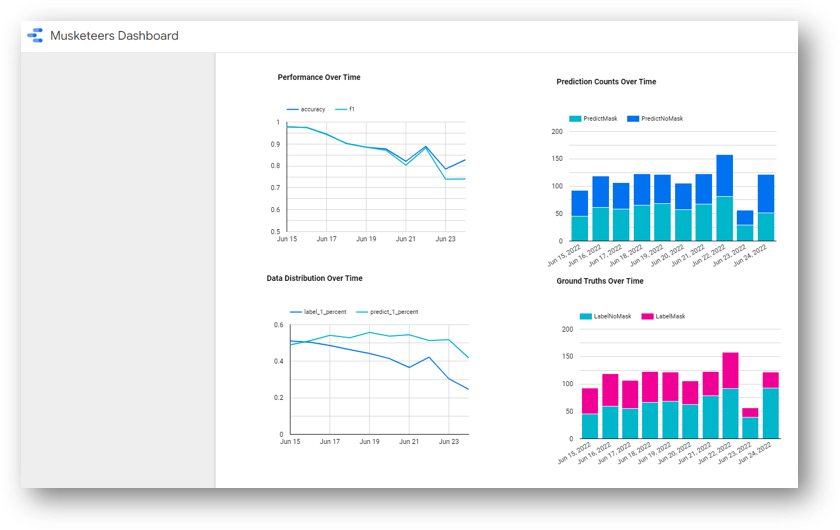 Musketeers Dashboard
Performance Over Time
accuracy f1
1
0.9
0.8
0.7
0.6
0.5
Jun 15 Jun 17 Jun 19 Jun 21 Jun 23
Prediction Counts Over Time
PredictMask PredictNoMask
200
150
100
50
0
Jun 15, 2022 Jun 16, 2022 Jun 17, 2022 Jun 18, 2022 Jun 19, 2022 Jun 20, 2022 Jun 21, 2022 Jun 22, 2022 Jun 23, 2022 Jun 24, 2022
Data Distribution Over Time
label_1_percent predict_1_percent
0.6
0.4
0.2
0
Jun 15 Jun 17 Jun 19 Jun 21 Jun 23
Ground Truths Over Time
LabelNoMask LabelMask
200
150
100
50
0
Jun 15, 2022 Jun 16, 2022 Jun 17, 2022 Jun 18, 2022 Jun 19, 2022 Jun 20, 2022 Jun 21, 2022 Jun 22, 2022 Jun 23, 2022 Jun 24, 2022